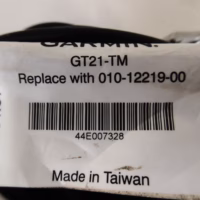 GARMIN.
GT21-TM
Replace with 010-12219-00
44E007328
Made in Taiwan